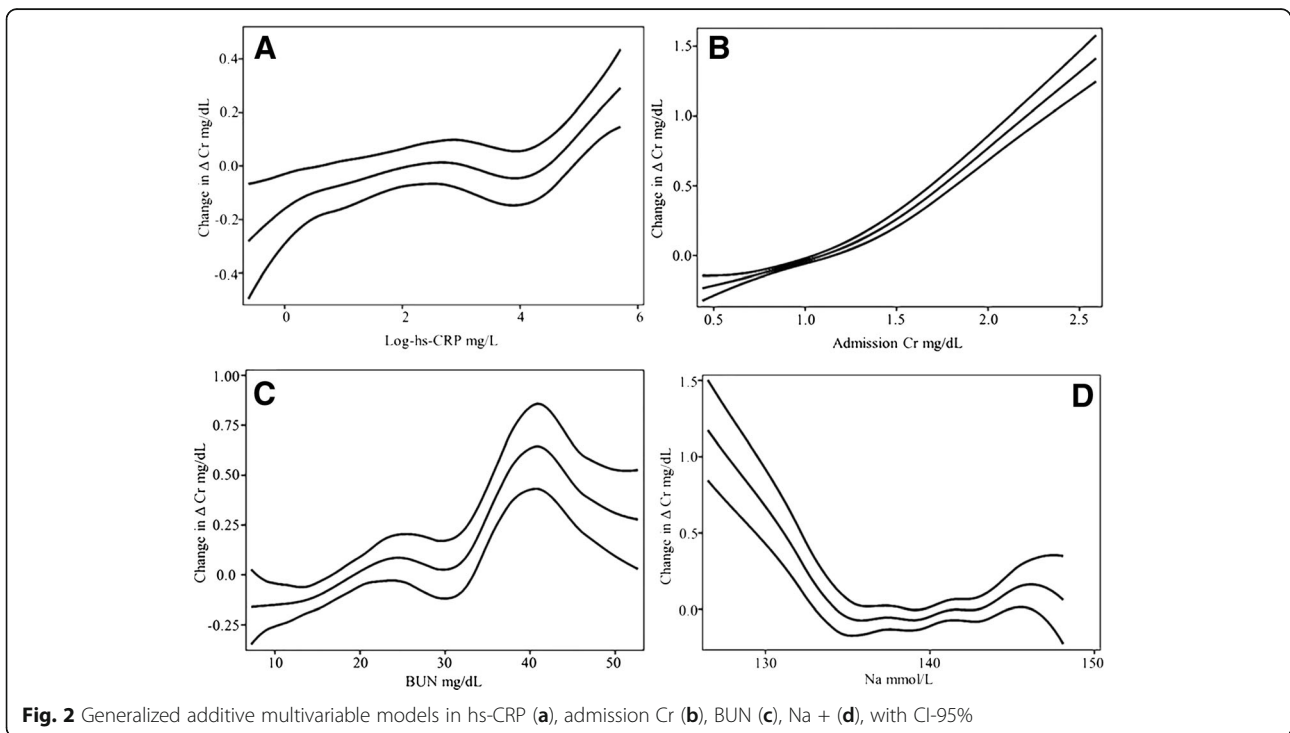 A
Change in Δ Cr mg/dL
0.4
0.2
0.0
-0.2
-0.4
0 2 4 6
Log-hs-CRP mg/L
B
Change in Δ Cr mg/dL
1.5
1.0
0.5
0.0
0.5 1.0 1.5 2.0 2.5
Admission Cr mg/dL
C
Change in Δ Cr mg/dL
1.00
0.75
0.50
0.25
0.0
-0.25
10 20 30 40 50
BUN mg/dL
D
Change in Δ Cr mg/dL
1.5
1.0
0.5
0.0
130 140 150
Na mmol/L
Fig. 2 Generalized additive multivariable models in hs-CRP (a), admission Cr (b), BUN (c), Na + (d), with CI-95%